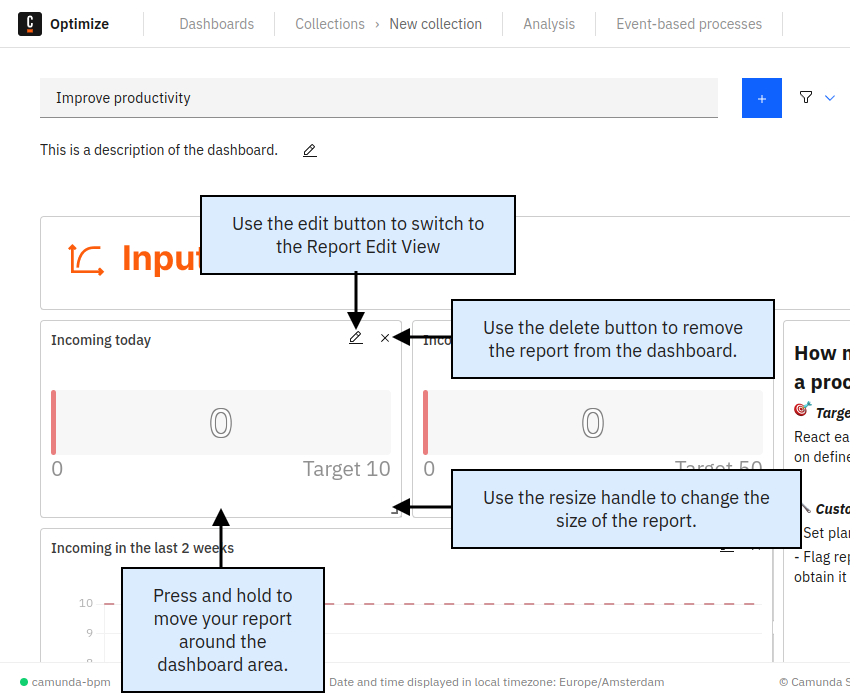 C Optimize Dashboards Collections › New collection Analysis Event-based processes
Improve productivity
+
This is a description of the dashboard.
Use the edit button to switch to
the Report Edit View
Input
Incoming today
Use the delete button to remove
the report from the dashboard.
0
0 Target 10
0
0 Target 50
How
a proc
Targe
React ea
on define
Use the resize handle to change the
size of the report.
Custo
Set plan
- Flag rep
obtain it
Incoming in the last 2 weeks
10
9
8
Press and hold to
move your report
around the
dashboard area.
camunda-bpm
Date and time displayed in local timezone: Europe/Amsterdam
© Camunda S